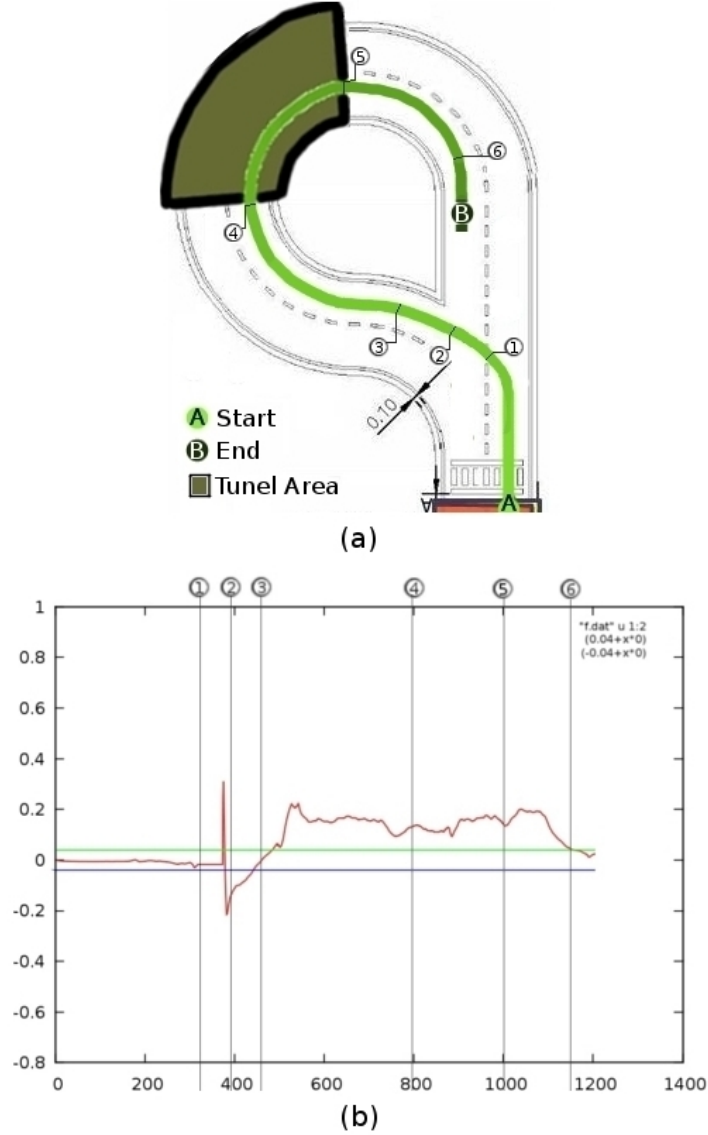 ⑤
⑥
B
④
①
②
③
0.10
A Start
B End
Tunel Area
A
A
(a)
① ② ③ ④ ⑤ ⑥
1
"f.dat" u 1:2
(0.04+x*0)
(-0.04+x*0)
0.8
0.6
0.4
0.2
0
-0.2
-0.4
-0.6
-0.8
0 200 400 600 800 1000 1200 1400
(b)